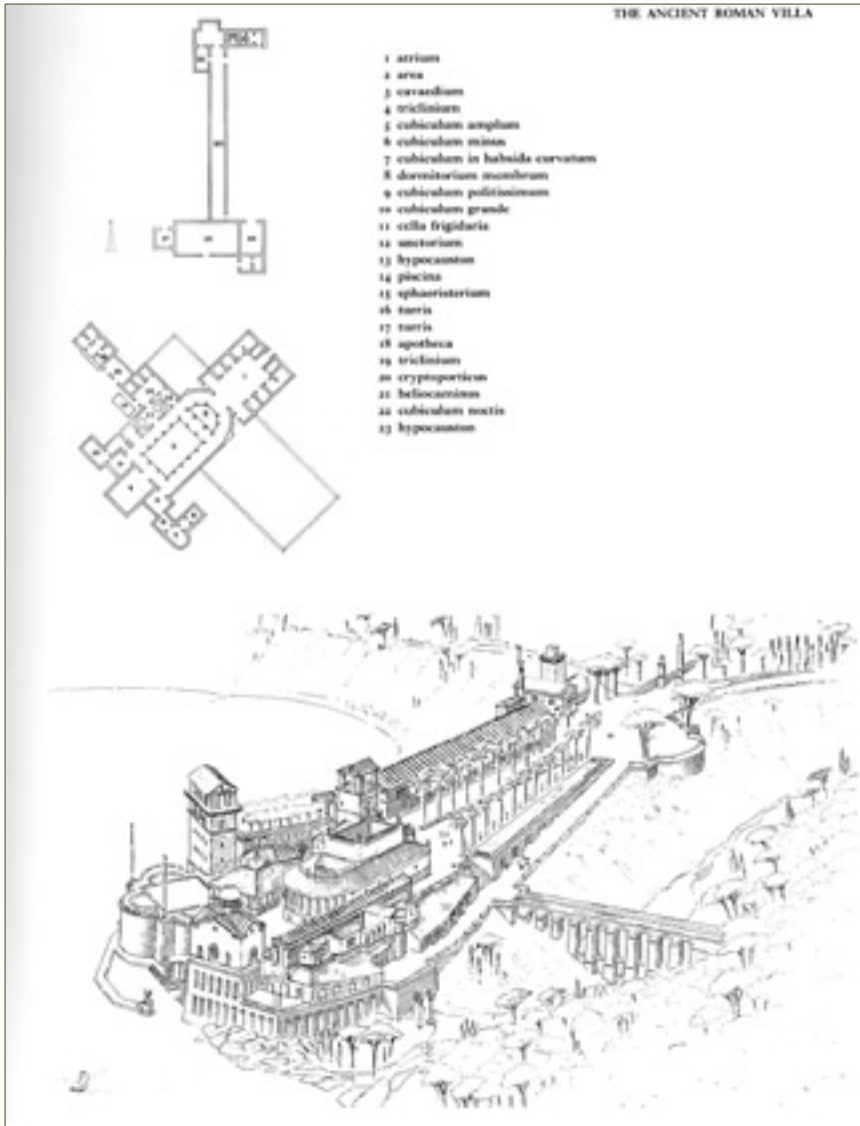 THE ANCIENT ROMAN VILLA
1 atrium
2 area
3 cavaedium
4 triclinium
5 cubiculum amplum
6 cubiculum minus
7 cubiculum in habsida curvatum
8 dormitorium membrum
9 cubiculum politissimum
10 cubiculum grande
11 cella frigidaria
12 unctorium
13 hypocauston
14 piscina
15 sphaeristerium
16 turris
17 turris
18 apotheca
19 triclinium
20 cryptoporticus
21 heliocaminus
22 cubiculum noctis
23 hypocauston